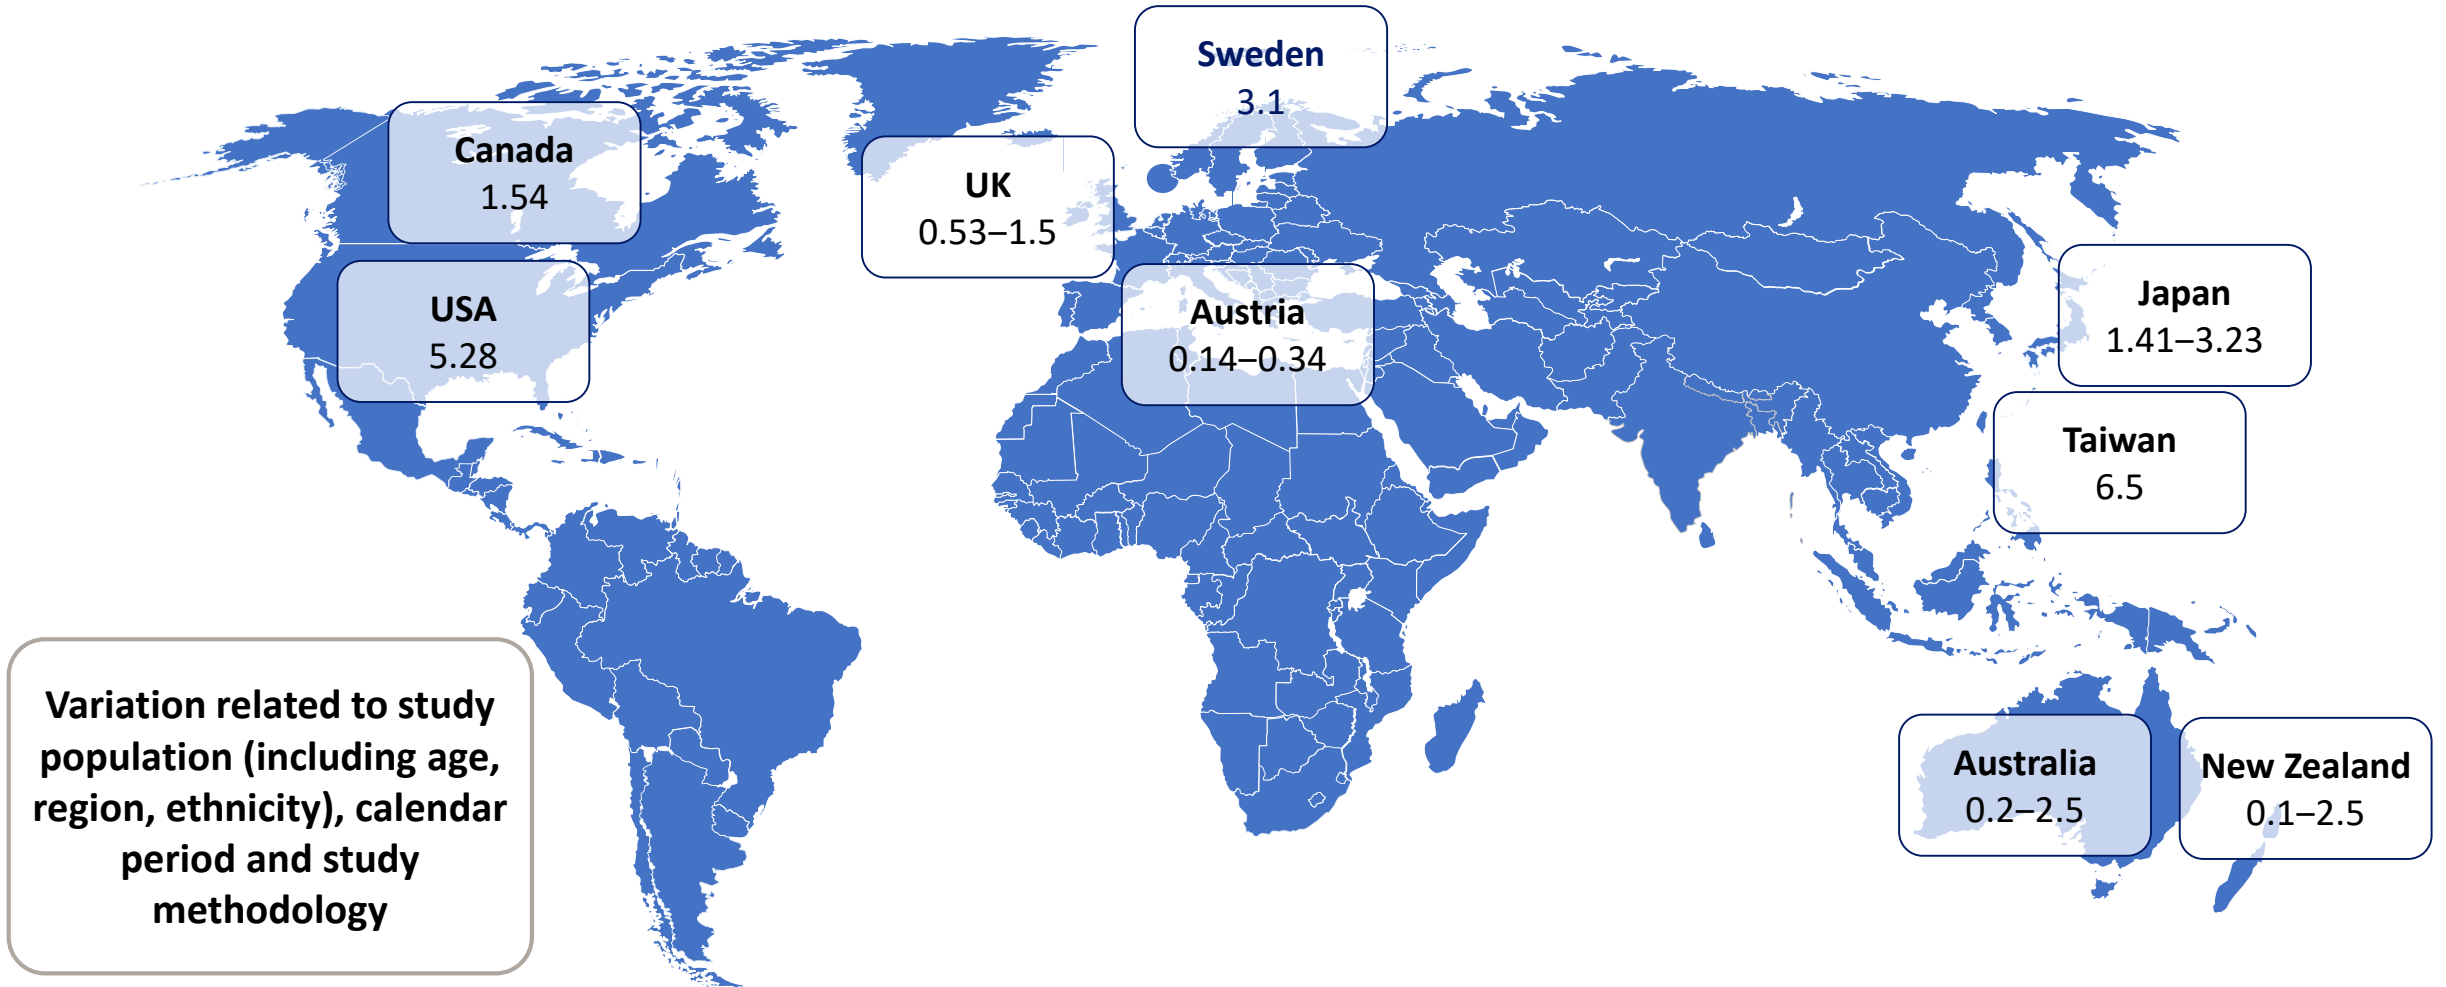 Sweden
3.1
Canada
1.54
UK
0.53–1.5
USA
5.28
Austria
0.14–0.34
Japan
1.41–3.23
Taiwan
6.5
Australia
0.2–2.5
New Zealand
0.1–2.5
Variation related to study
population (including age,
region, ethnicity), calendar
period and study
methodology